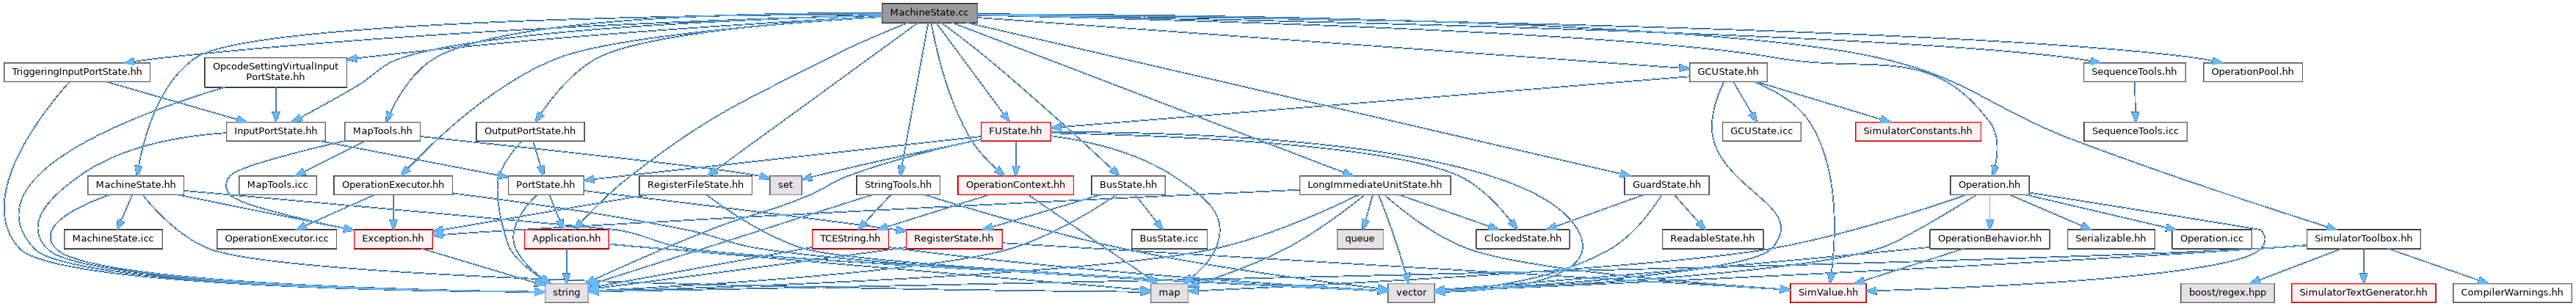 MachineState.cc
TriggeringInputPortState.hh
OpcodeSettingVirtualInput
PortState.hh
GCUState.hh
SequenceTools.hh
OperationPool.hh
InputPortState.hh
MapTools.hh
OutputPortState.hh
FUState.hh
GCUState.icc
SimulatorConstants.hh
SequenceTools.icc
MachineState.hh
MapTools.icc
OperationExecutor.hh
PortState.hh
RegisterFileState.hh
set
StringTools.hh
OperationContext.hh
BusState.hh
LongImmediateUnitState.hh
GuardState.hh
Operation.hh
MachineState.icc
OperationExecutor.icc
Exception.hh
Application.hh
TCEString.hh
RegisterState.hh
BusState.icc
queue
ClockedState.hh
ReadableState.hh
OperationBehavior.hh
Serializable.hh
Operation.icc
SimulatorToolbox.hh
string
map
vector
SimValue.hh
boost/regex.hpp
SimulatorTextGenerator.hh
CompilerWarnings.hh